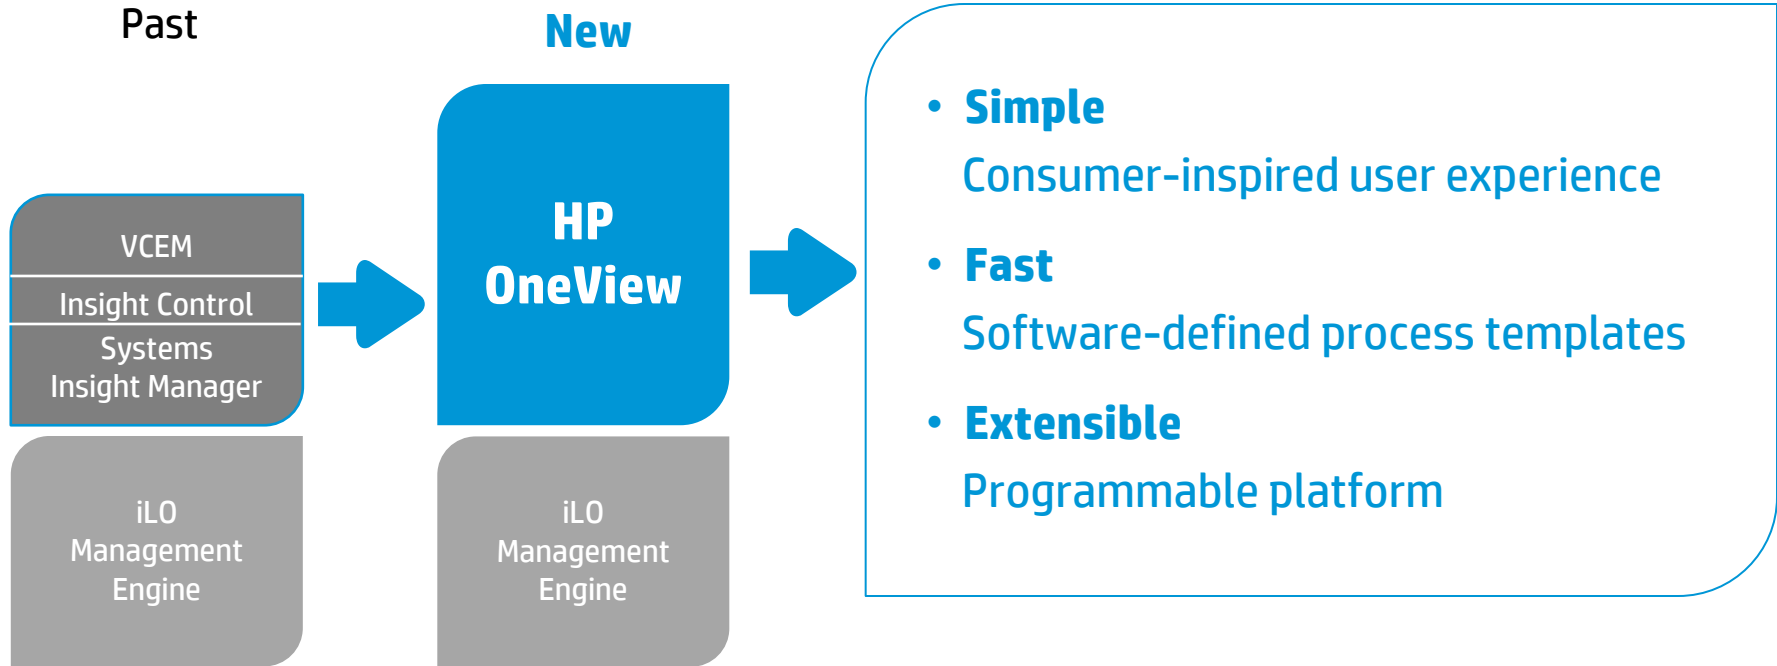 Past
VCEM
Insight Control
Systems
Insight Manager
iLO
Management
Engine
New
HP
OneView
iLO
Management
Engine
• Simple
Consumer-inspired user experience
• Fast
Software-defined process templates
• Extensible
Programmable platform